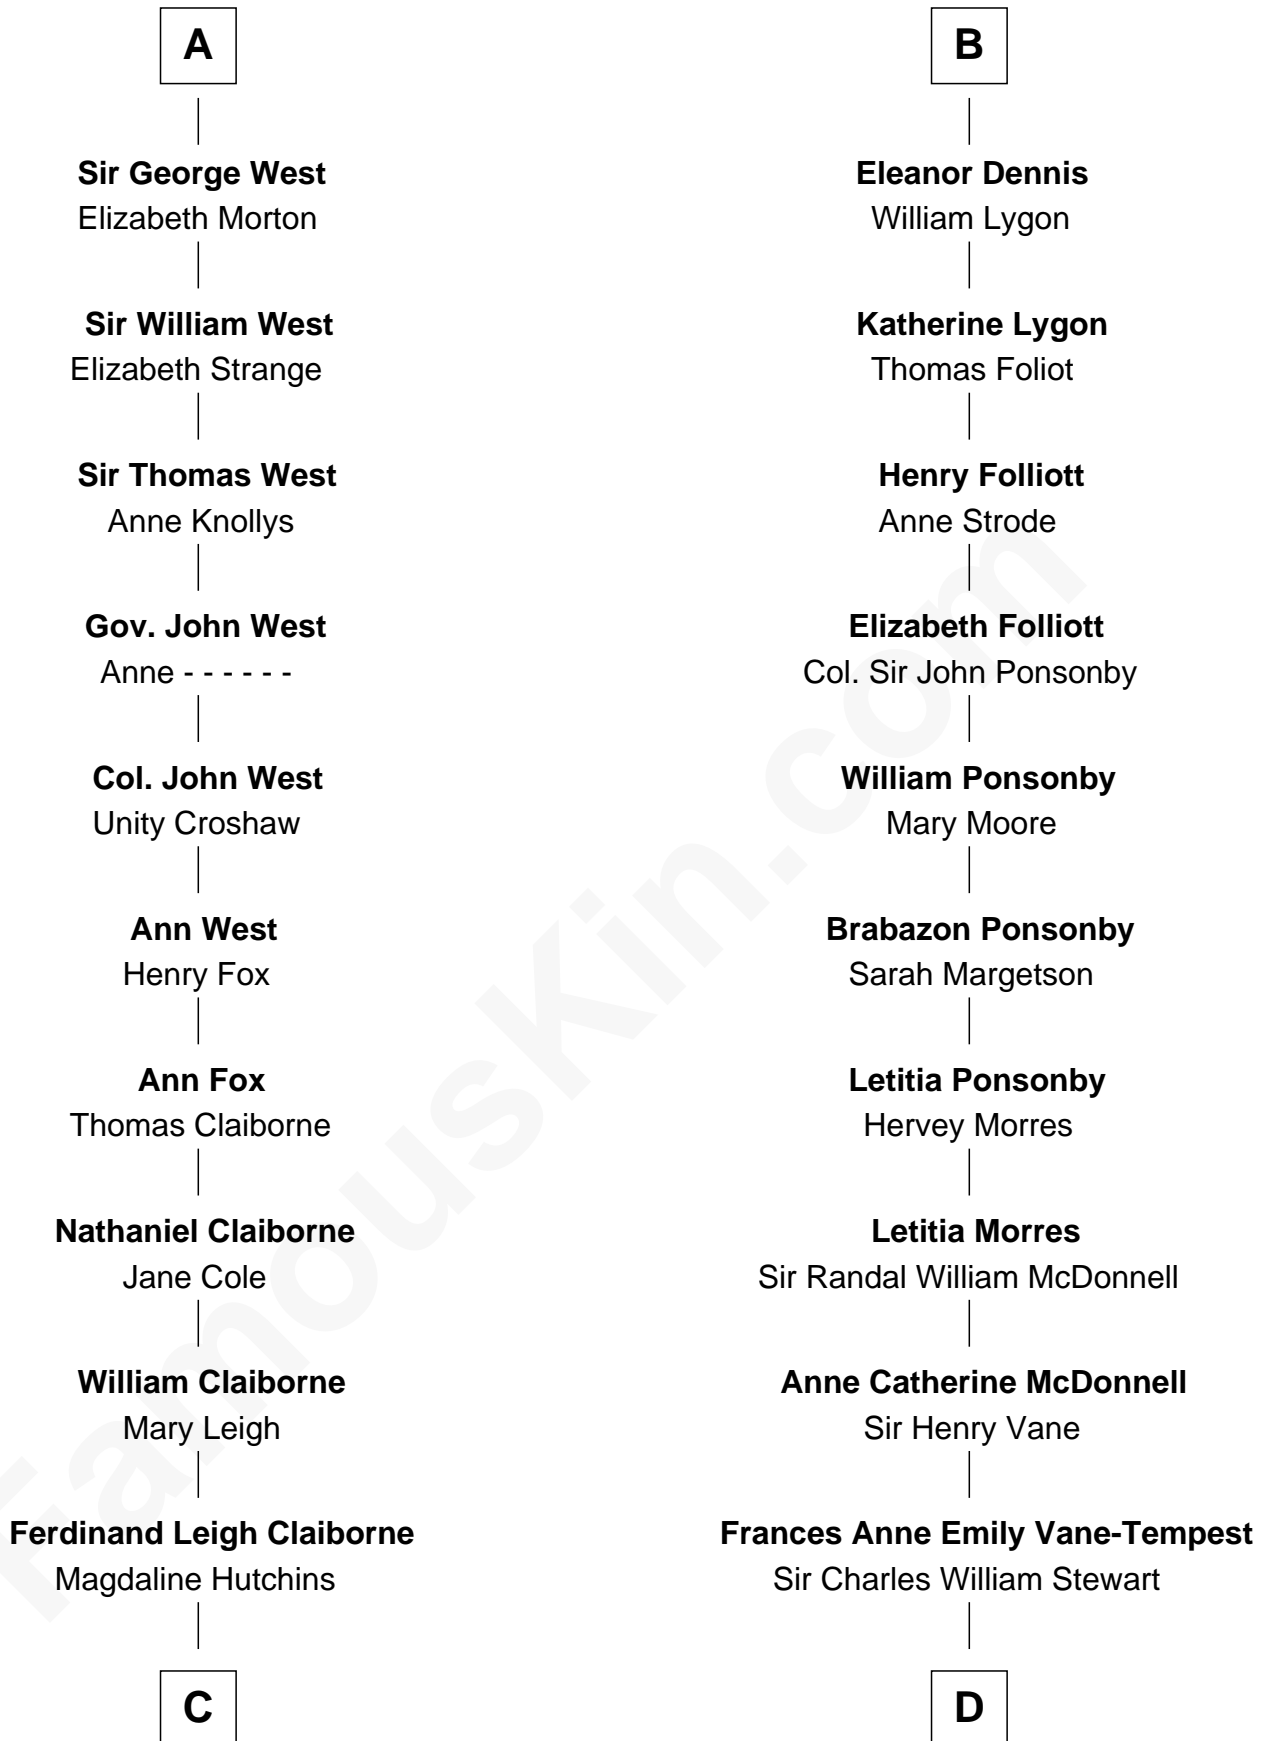 A
Sir George West
Elizabeth Morton
Sir William West
Elizabeth Strange
Sir Thomas West
Anne Knollys
Gov. John West
Anne - - - - - -
Col. John West
Unity Croshaw
Ann West
Henry Fox
Ann Fox
Thomas Claiborne
Nathaniel Claiborne
Jane Cole
William Claiborne
Mary Leigh
Ferdinand Leigh Claiborne
Magdaline Hutchins
C
B
Eleanor Dennis
William Lygon
Katherine Lygon
Thomas Foliot
Henry Folliott
Anne Strode
Elizabeth Folliott
Col. Sir John Ponsonby
William Ponsonby
Mary Moore
Brabazon Ponsonby
Sarah Margetson
Letitia Ponsonby
Hervey Morres
Letitia Morres
Sir Randal William McDonnell
Anne Catherine McDonnell
Sir Henry Vane
Frances Anne Emily Vane-Tempest
Sir Charles William Stewart
D
FamousKin.com